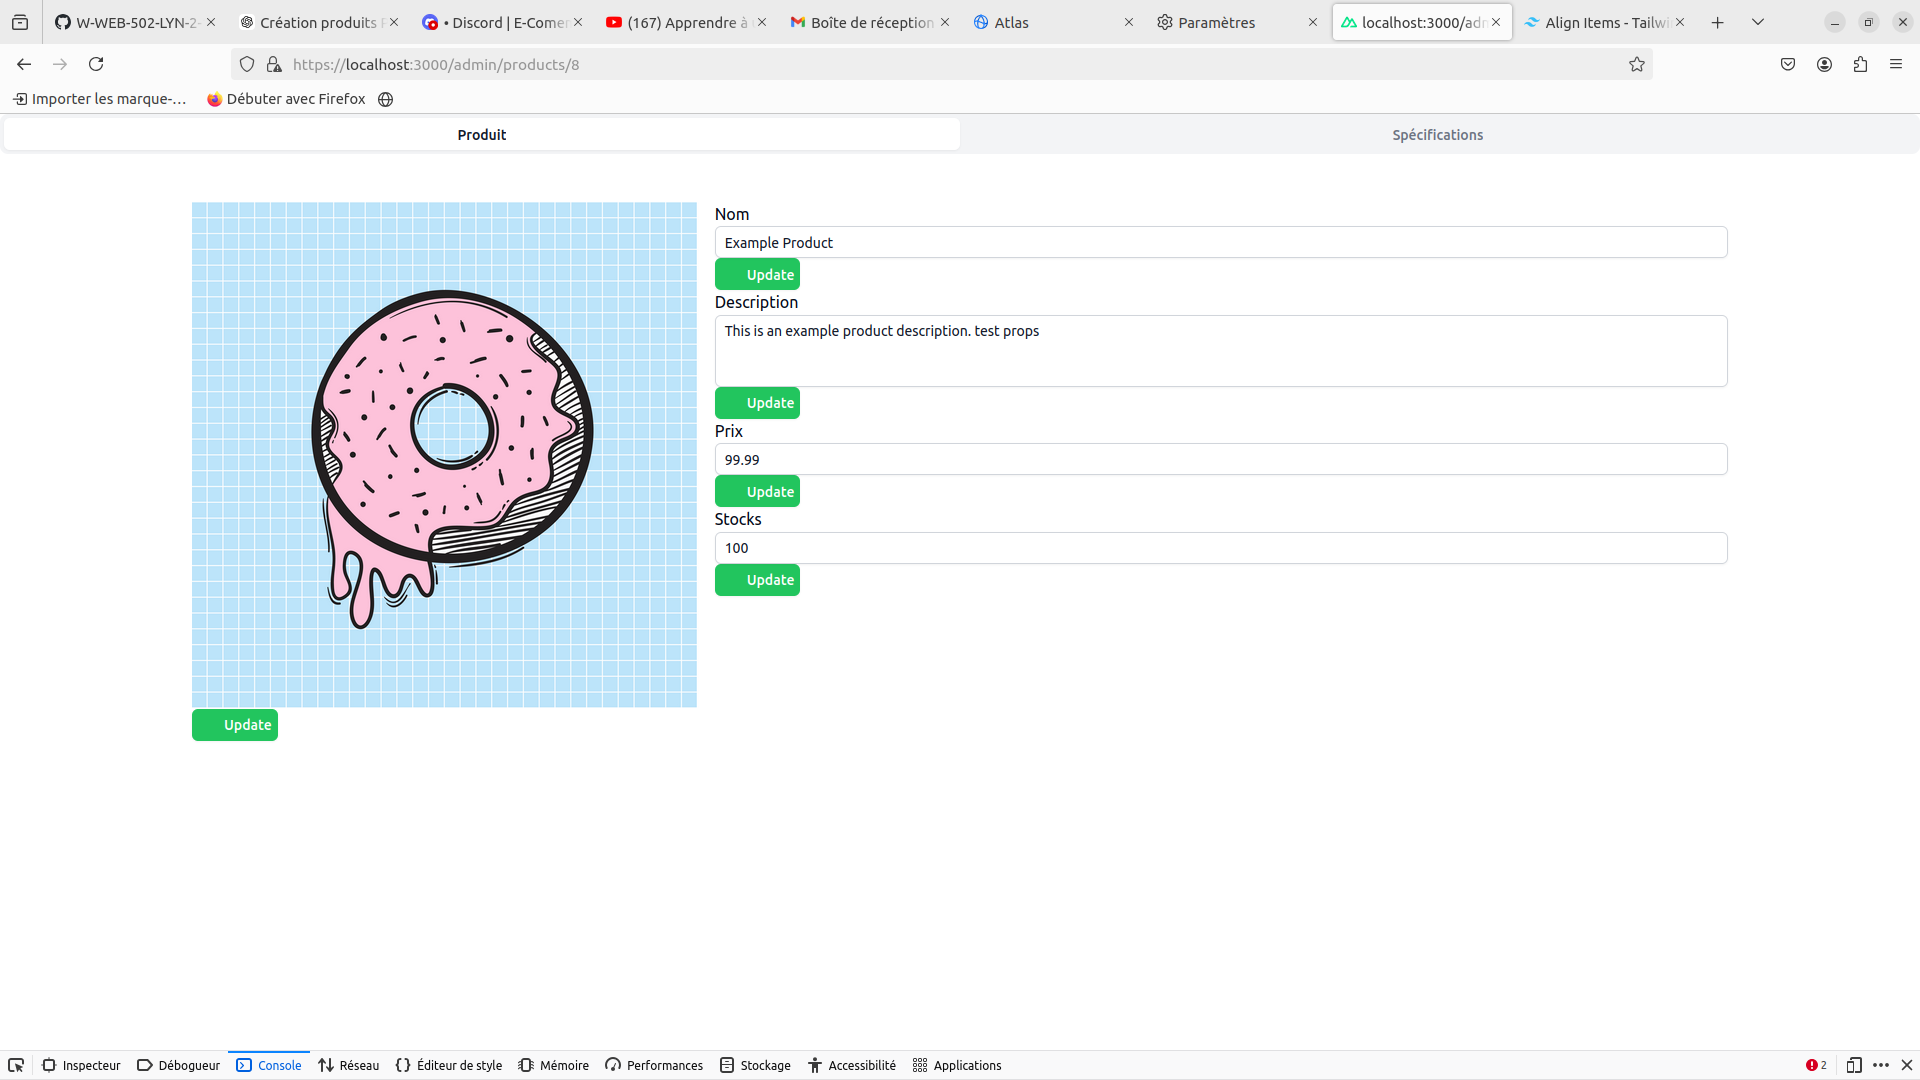 W-WEB-502-LYN-2-
Création produits
• Discord | E-Comer
(167) Apprendre à
Boîte de réception
Atlas
Paramètres
localhost:3000/adm
Align Items - Tailwi
https://localhost:3000/admin/products/8
Importer les marque-…
Débuter avec Firefox
Produit
Spécifications
Nom
Example Product
Update
Description
This is an example product description. test props
Update
Prix
99.99
Update
Stocks
100
Update
Update
Inspecteur
Débogueur
Console
Réseau
Éditeur de style
Mémoire
Performances
Stockage
Accessibilité
Applications
2